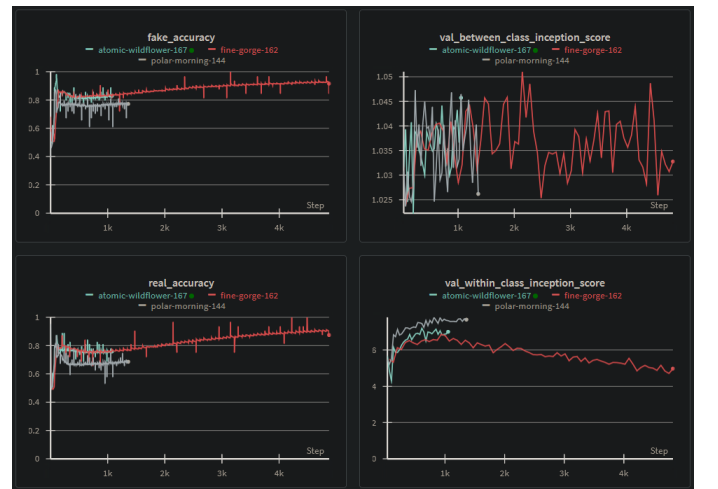 fake_accuracy
atomic-wildflower-167 fine-gorge-162
polar-morning-144
1
0.8
0.6
0.4
0.2
0
Step
1k 2k 3k 4k
val_between_class_inception_score
atomic-wildflower-167 fine-gorge-162
polar-morning-144
1.05
1.045
1.04
1.035
1.03
1.025
Step
1k 2k 3k 4k
real_accuracy
atomic-wildflower-167 fine-gorge-162
polar-morning-144
1
0.8
0.6
0.4
0.2
0
Step
1k 2k 3k 4k
val_within_class_inception_score
atomic-wildflower-167 fine-gorge-162
polar-morning-144
6
4
2
0
Step
1k 2k 3k 4k